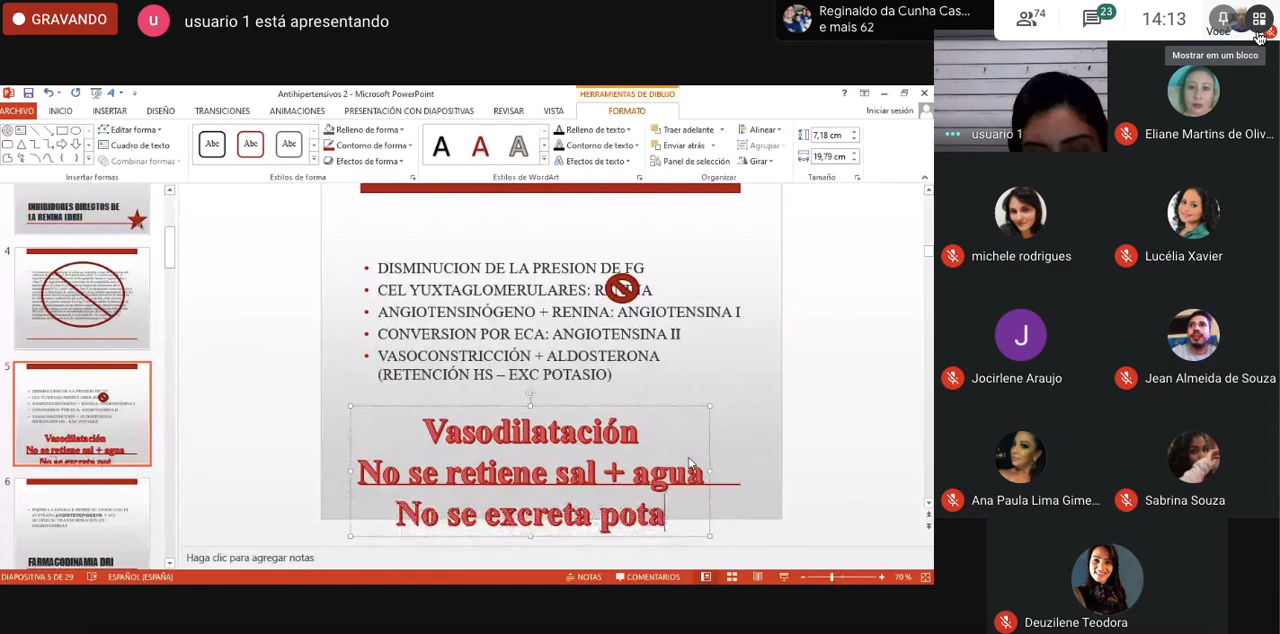 GRAVANDO
u
usuario 1 está apresentando
Reginaldo da Cunha Cas...
e mais 62
74
23
14:13
Você
Mostrar em um bloco
Antihipertensivos 2 - Microsoft PowerPoint
HERRAMIENTAS DE DIBUJO
?
ARCHIVO
INICIO
INSERTAR
DISEÑO
TRANSICIONES
ANIMACIONES
PRESENTACIÓN CON DIAPOSITIVAS
REVISAR
VISTA
FORMATO
Iniciar sesión
Editar forma
Cuadro de texto
Combinar formas
Insertar formas
Abc
Abc
Abc
Relleno de forma
Contorno de forma
Efectos de forma
Estilos de forma
A
A
A
Relleno de texto
Contorno de texto
Efectos de texto
Estilos de WordArt
Traer adelante
Enviar atrás
Panel de selección
Alinear
Agrupar
Girar
Organizar
7,18 cm
19,79 cm
Tamaño
INHIBIDORES DIRECTOS DE
LA RENINA (DRI)
4
5
Vasodilatación
No se retiene sal + agua
6
FARMACODINAMIA DRI
• DISMINUCION DE LA PRESION DE FG
• CEL YUXTAGLOMERULARES:
• ANGIOTENSINÓGENO + RENINA: ANGIOTENSINA I
• CONVERSION POR ECA: ANGIOTENSINA II
• VASOCONSTRICCIÓN + ALDOSTERONA
(RETENCIÓN HS – EXC POTASIO)
Vasodilatación
No se retiene sal + agua
No se excreta pota
Haga clic para agregar notas
DIAPOSITIVA 5 DE 29
ESPAÑOL (ESPAÑA)
NOTAS
COMENTARIOS
70 %
usuario 1
Eliane Martins de Oliv...
michele rodrigues
Lucélia Xavier
J
Jocirlene Araujo
Jean Almeida de Souza
Ana Paula Lima Gime...
Sabrina Souza
Deuzilene Teodora